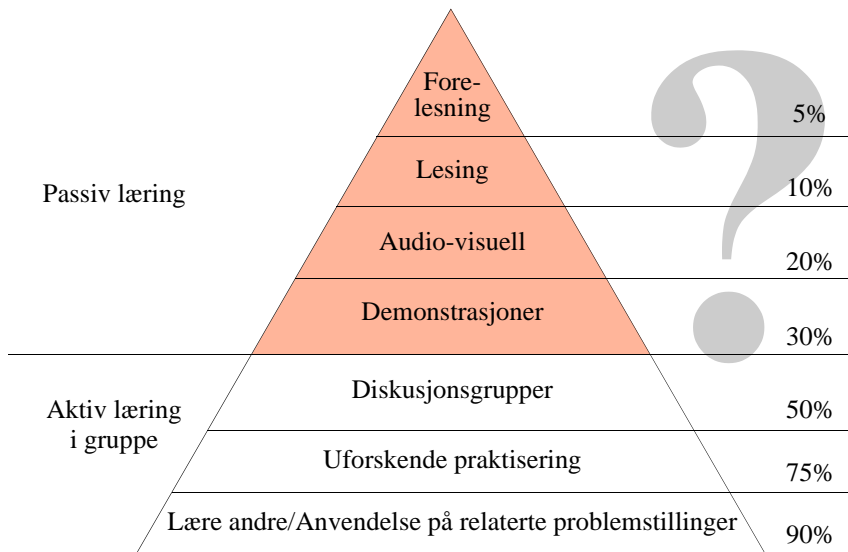 Fore-
lesning
5%
Lesing
10%
Passiv læring
Audio-visuell
20%
Demonstrasjoner
30%
Diskusjonsgrupper
Aktiv læring
i gruppe
50%
Uforskende praktisering
75%
Lære andre/Anvendelse på relaterte problemstillinger
90%
?